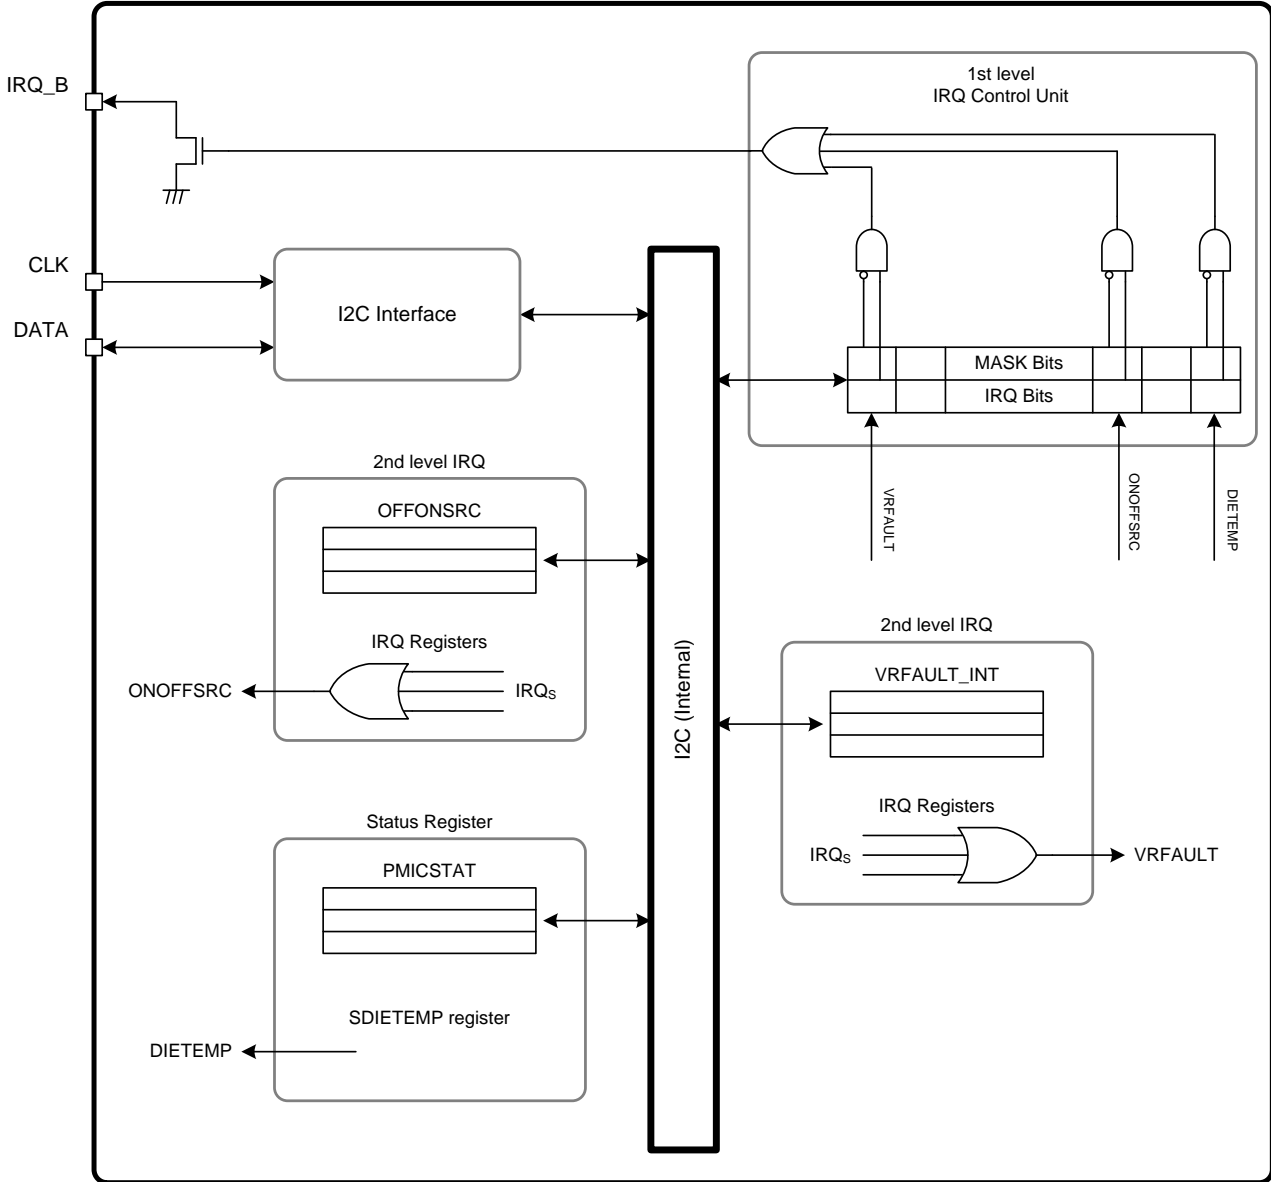 1st level
IRQ Control Unit
IRQ_B
CLK
DATA
I2C Interface
MASK Bits
IRQ Bits
VRFAULT
ONOFFSRC
DIETEMP
2nd level IRQ
OFFONSRC
IRQ Registers
ONOFFSRC
IRQs
I2C (Internal)
2nd level IRQ
VRFAULT_INT
IRQ Registers
IRQs
VRFAULT
Status Register
PMICSTAT
SDIETEMP register
DIETEMP